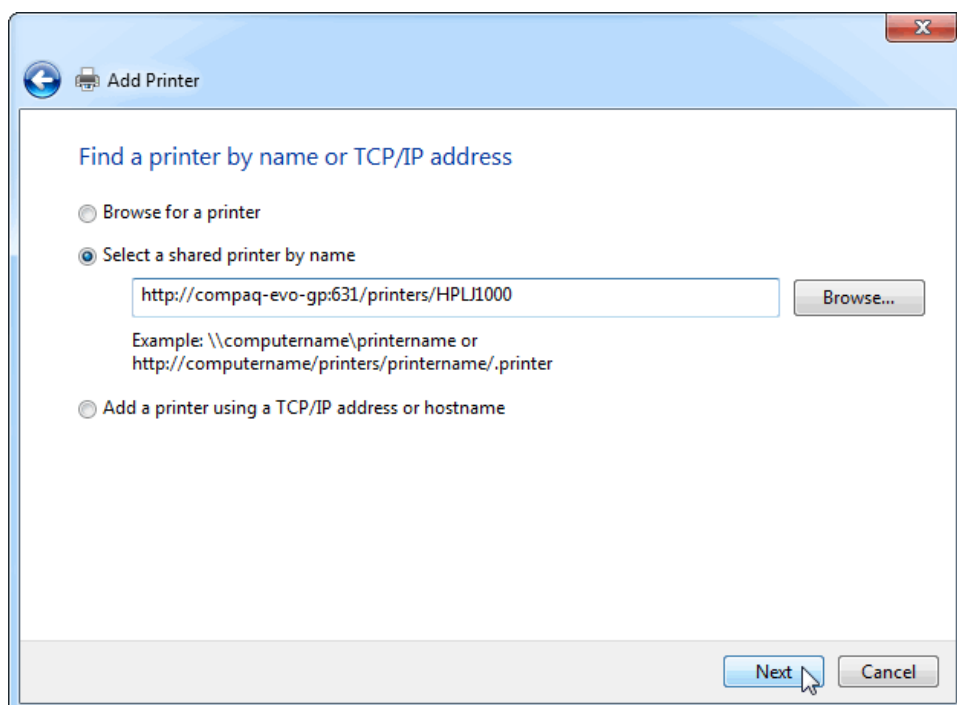 Add Printer
Find a printer by name or TCP/IP address
Browse for a printer
Select a shared printer by name
http://compaq-evo-gp:631/printers/HPLJ1000
Browse...
Example: \\computername\printername or
http://computername/printers/printername/.printer
Add a printer using a TCP/IP address or hostname
Next
Cancel